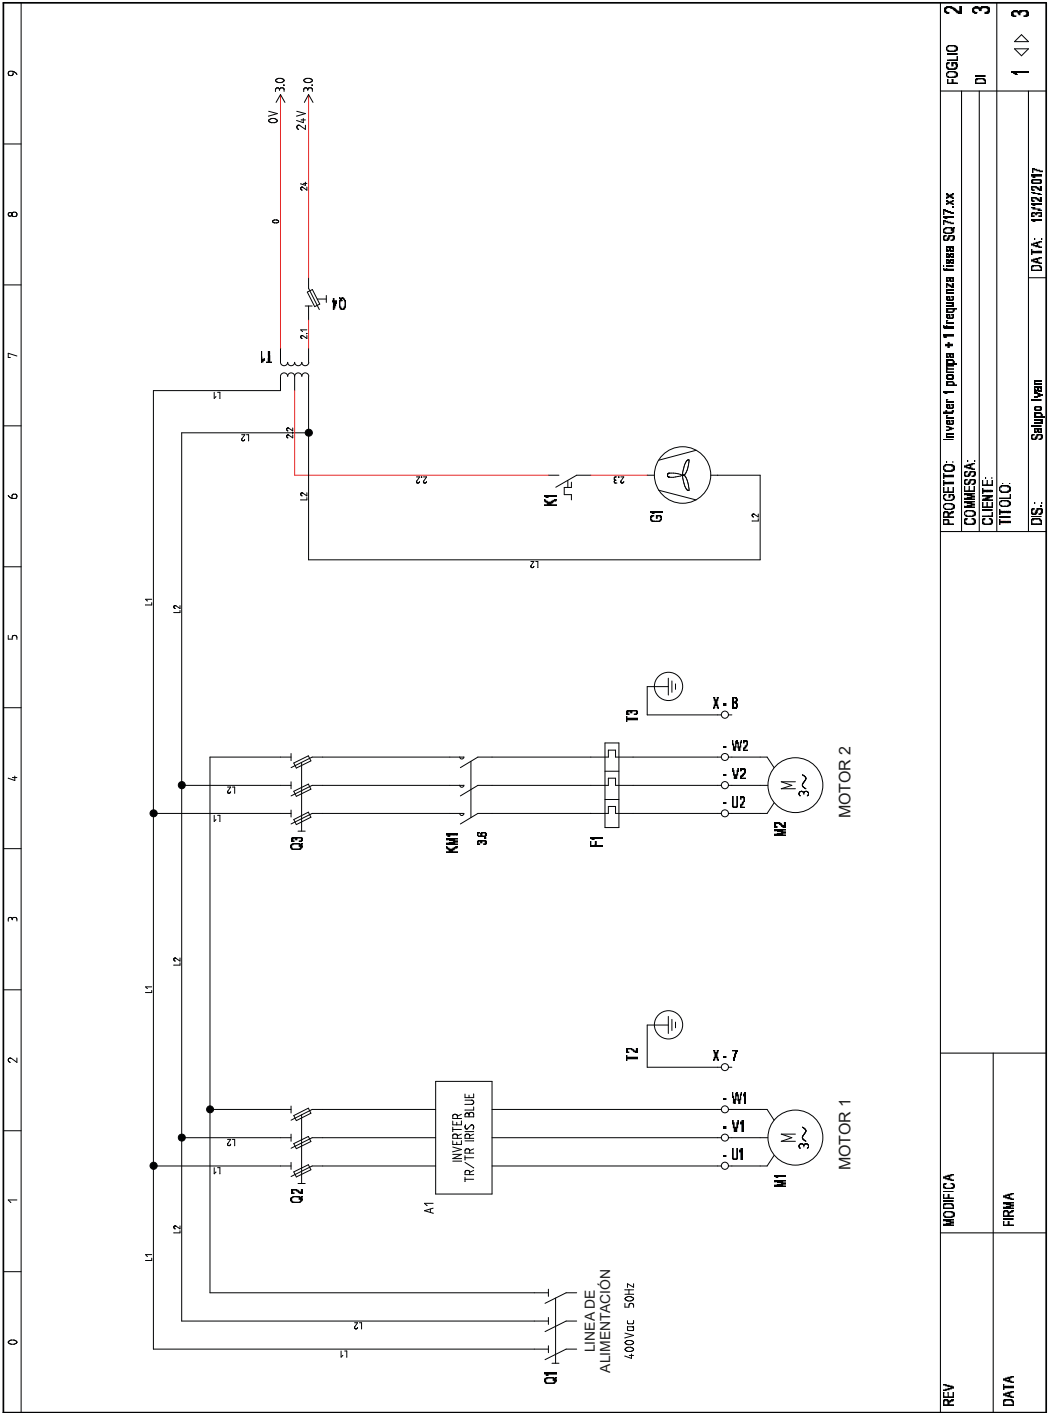 0 1 2 3 4 5 6 7 8 9
L1 L1 L1
L2 L2 L2
L1
L2
Q1
LINEA DE
ALIMENTACIÓN
400Vac 50Hz
L1
L2
Q2
A1
INVERTER
TR/TR IRIS BLUE
- U1
- V1
- W1
M1
M
3~
MOTOR 1
T2
X - 7
L1
L2
Q3
KM1
3.6
F1
- U2
- V2
- W2
M2
M
3~
MOTOR 2
T3
X - B
L1
L2
2.2
L2
T1
2.1
Q4
0
24
0V
24V
3.0
3.0
2.2
K1
2.3
G1
L2
L2
REV
MODIFICA
DATA
FIRMA
PROGETTO: Inverter 1 pompa + 1 frequenza fissa SQ717.xx
COMMESSA:
CLIENTE:
TITOLO:
DIS.: Salupo Ivan
DATA: 13/12/2017
FOGLIO 2
DI 3
1 3